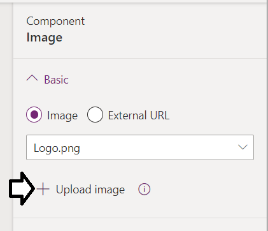 Component
Image
Basic
Image External URL
Logo.png
Upload image